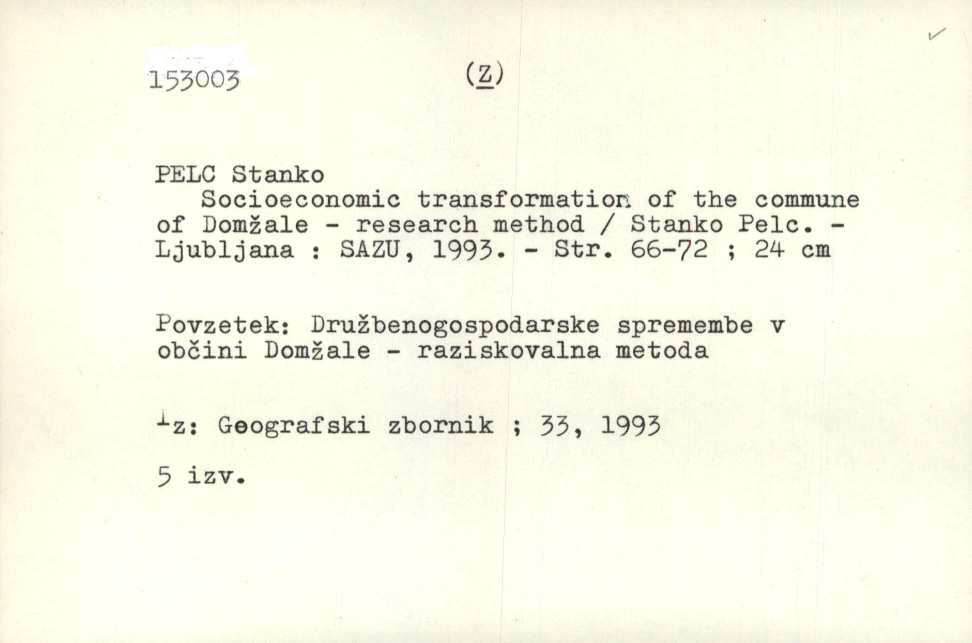 153003 (Z)
PELC Stanko
Socioeconomic transformation of the commune
of Domžale - research method / Stanko Pelc. -
Ljubljana : SAZU, 1993. - Str. 66-72 ; 24 cm
Povzetek: Družbenogospodarske spremembe v
občini Domžale - raziskovalna metoda
Iz: Geografski zbornik ; 33, 1993
5 izv.